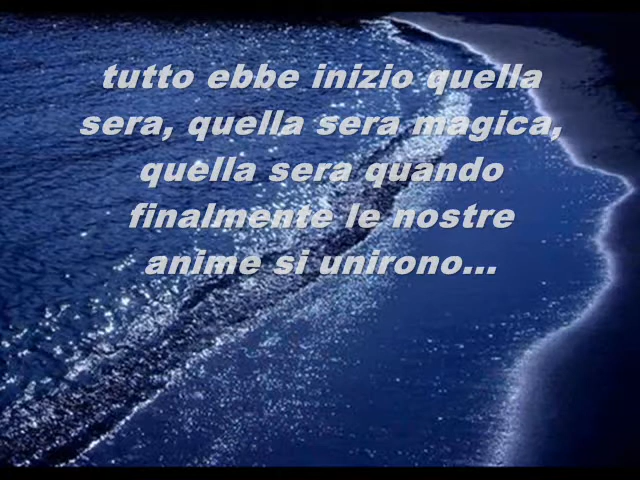 tutto ebbe inizio quella
sera, quella sera magica,
quella sera quando
finalmente le nostre
anime si unirono...